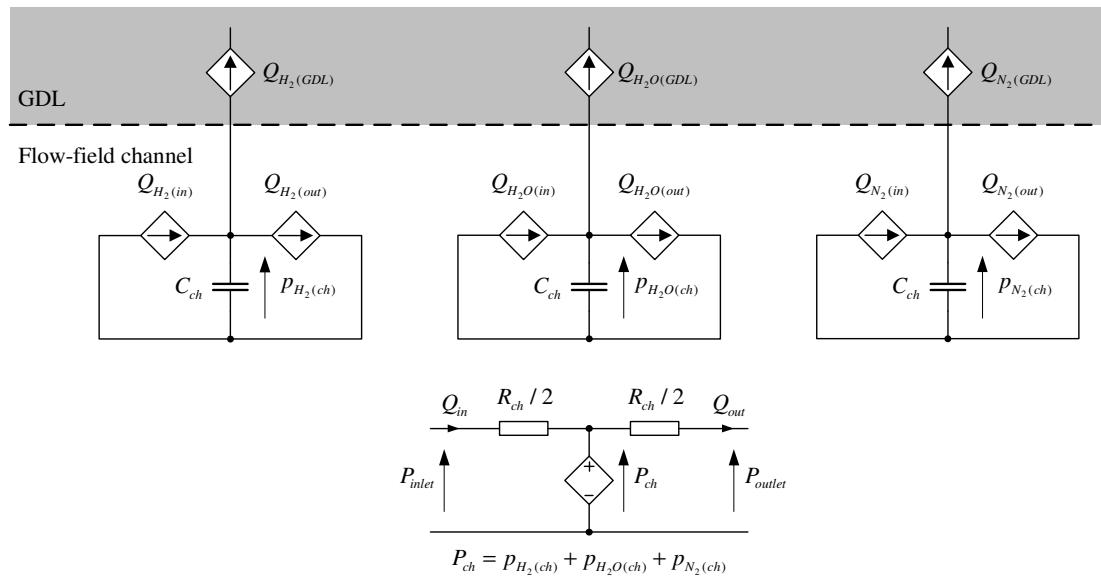 Q_{H_2(GDL)} Q_{H_2O(GDL)} Q_{N_2(GDL)}
GDL
Flow-field channel
Q_{H_2(in)} Q_{H_2(out)} Q_{H_2O(in)} Q_{H_2O(out)} Q_{N_2(in)} Q_{N_2(out)}
C_{ch} p_{H_2(ch)} C_{ch} p_{H_2O(ch)} C_{ch} p_{N_2(ch)}
R_{ch} / 2 R_{ch} / 2
Q_{in} Q_{out}
+
P_{inlet} P_{ch} P_{outlet}
−
P_{ch} = p_{H_2(ch)} + p_{H_2O(ch)} + p_{N_2(ch)}